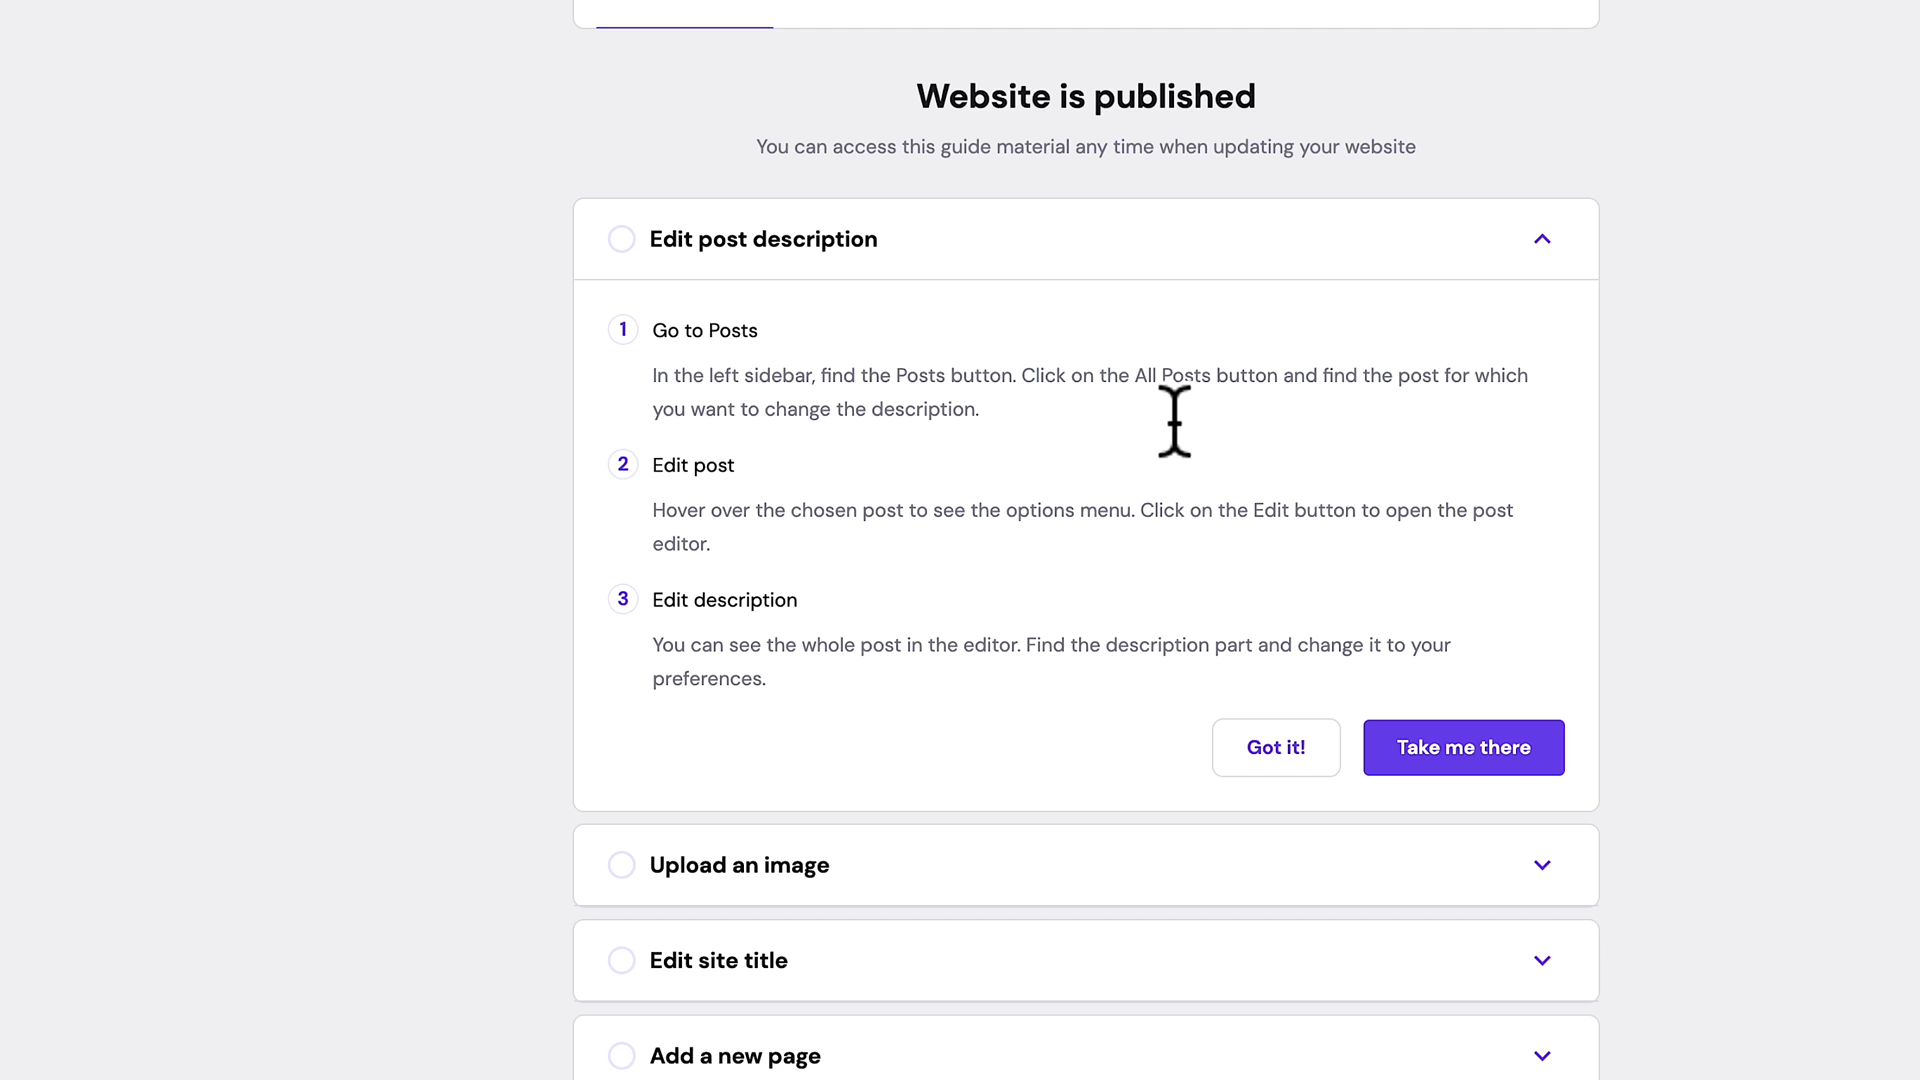 Website is published
You can access this guide material any time when updating your website
Edit post description
1 Go to Posts
In the left sidebar, find the Posts button. Click on the All Posts button and find the post for which
you want to change the description.
2 Edit post
Hover over the chosen post to see the options menu. Click on the Edit button to open the post
editor.
3 Edit description
You can see the whole post in the editor. Find the description part and change it to your
preferences.
Got it! Take me there
Upload an image
Edit site title
Add a new page